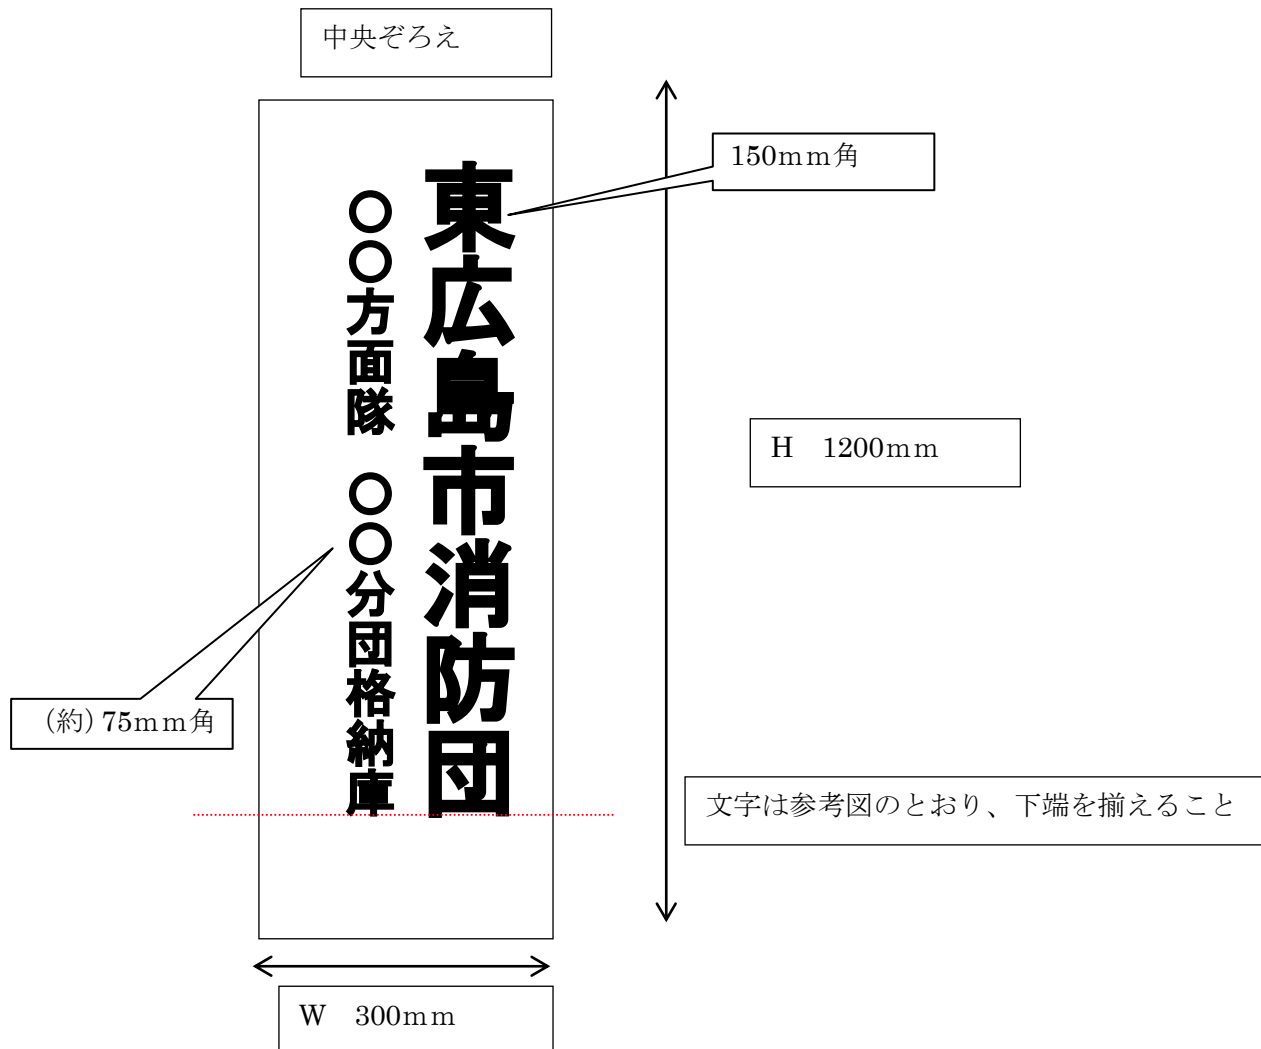 中央ぞろえ
150mm角
東広島市消防団
〇〇方面隊　〇〇分団格納庫
H　1200mm
(約)75mm角
文字は参考図のとおり、下端を揃えること
W　300mm